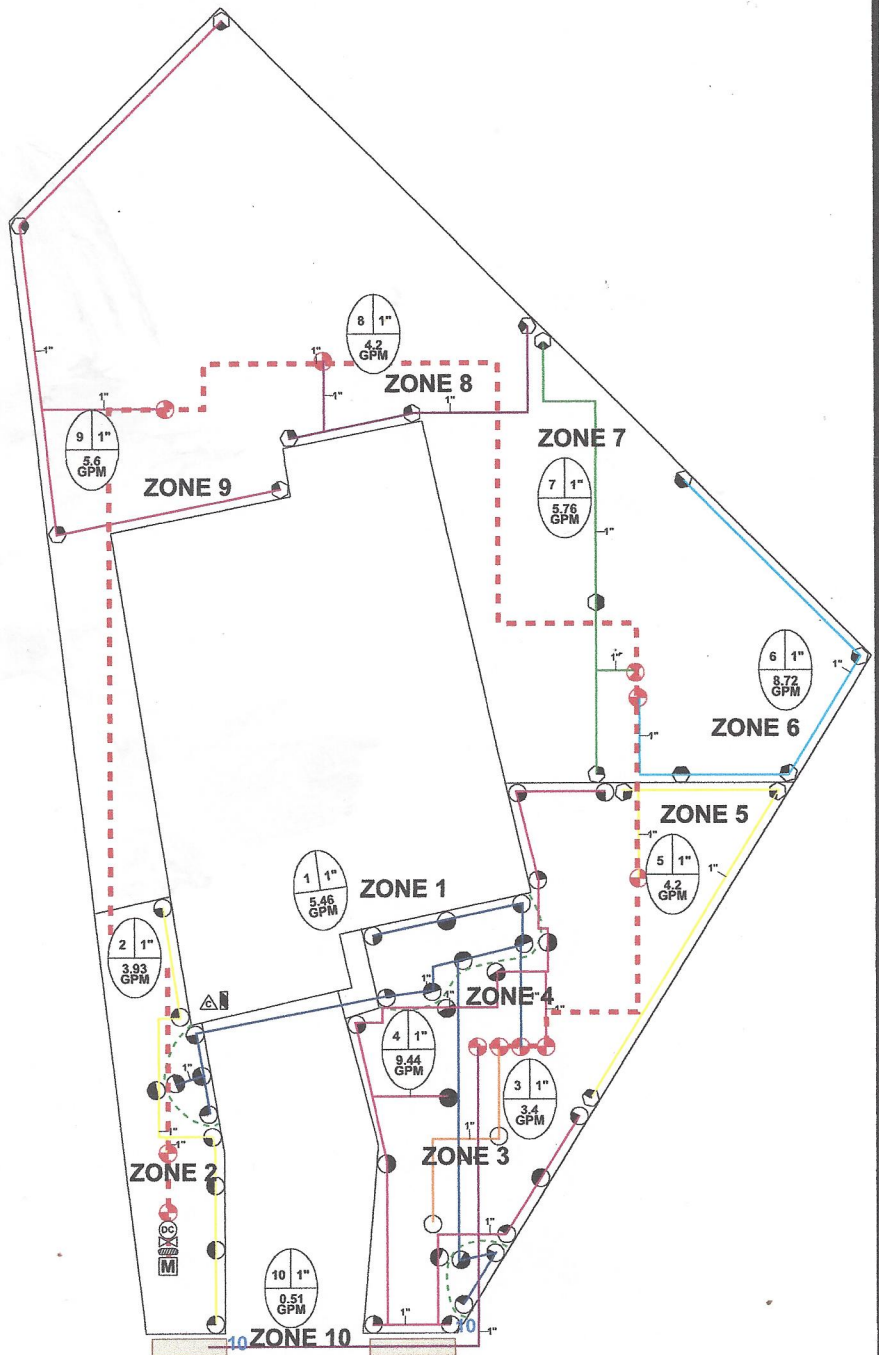 8 1"
4.2
GPM
1"
ZONE 8
1"
1"
1"
1"
ZONE 7
9 1"
5.6
GPM
7 1"
5.76
GPM
ZONE 9
1"
1"
6 1"
8.72
GPM
1"
ZONE 6
1"
ZONE 5
1"
5 1"
4.2
GPM
1"
1 1"
5.46
GPM
ZONE 1
2 1"
3.93
GPM
1"
1"
ZONE 4
1"
1"
C
4 1"
9.44
GPM
3 1"
3.4
GPM
1"
1"
1"
1"
ZONE 3
ZONE 2
DC
M
1"
10 1"
0.51
GPM
1"
10
1"
10
ZONE 10